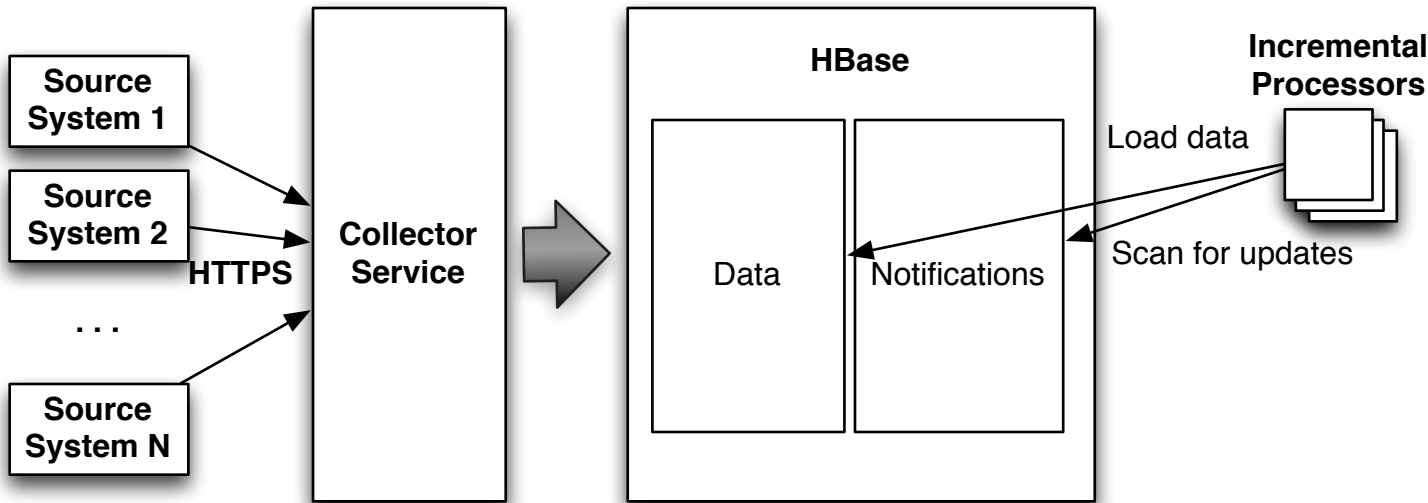 Source
System 1
Source
System 2
HTTPS
. . .
Source
System N
Collector
Service
HBase
Data
Notifications
Incremental
Processors
Load data
Scan for updates